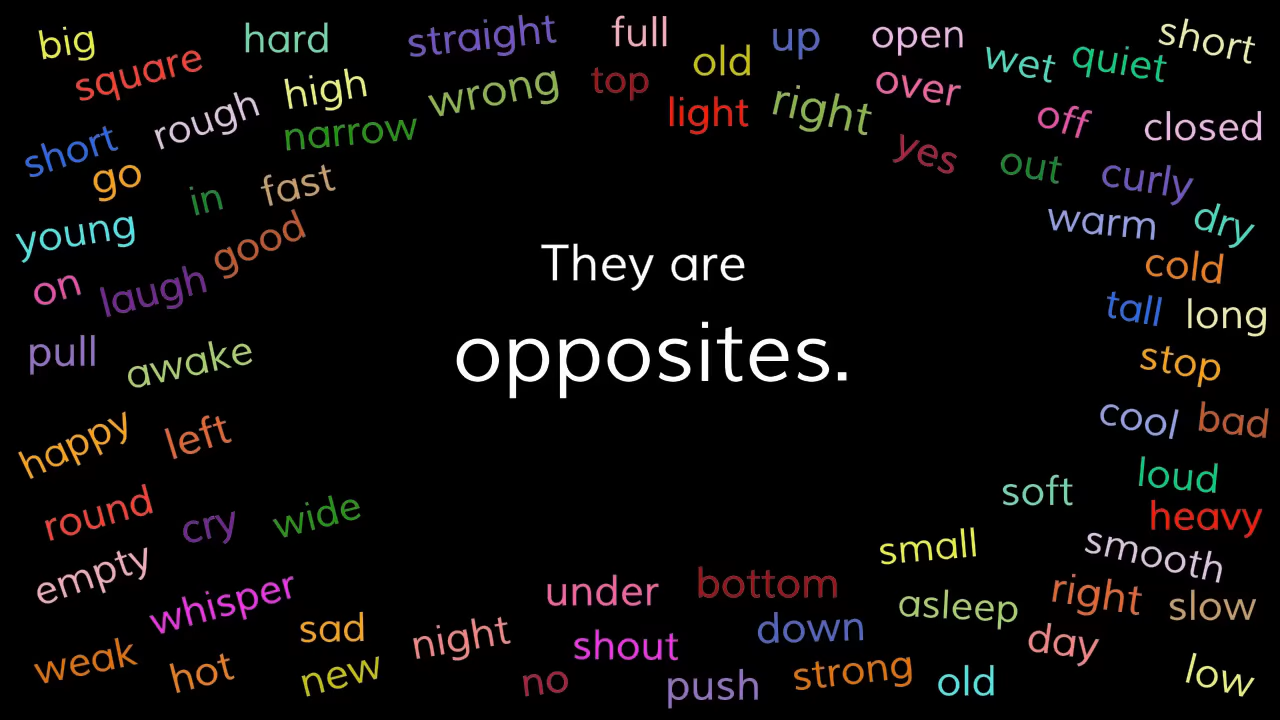 big
hard
straight
full
old
up
open
wet
quiet
short
square
rough
high
wrong
top
light
right
over
off
closed
short
narrow
go
in
fast
yes
out
curly
young
good
warm
dry
on
laugh
They are
cold
pull
awake
opposites.
tall
long
stop
happy
left
cool
bad
round
cry
wide
soft
loud
heavy
empty
whisper
under
bottom
small
smooth
weak
hot
sad
new
night
shout
down
asleep
right
slow
no
push
strong
old
day
low